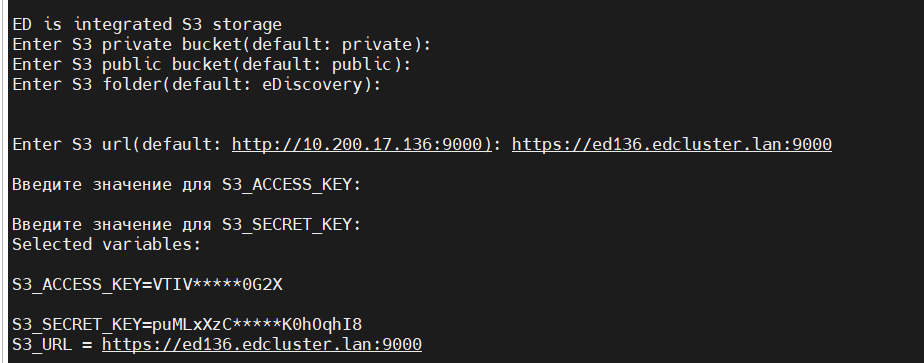 ED is integrated S3 storage
Enter S3 private bucket(default: private):
Enter S3 public bucket(default: public):
Enter S3 folder(default: eDiscovery):
Enter S3 url(default: http://10.200.17.136:9000): https://ed136.edcluster.lan:9000
Введите значение для S3_ACCESS_KEY:
Введите значение для S3_SECRET_KEY:
Selected variables:
S3_ACCESS_KEY=VTIV*****0G2X
S3_SECRET_KEY=puMLxXzC*****K0hOqhI8
S3_URL = https://ed136.edcluster.lan:9000